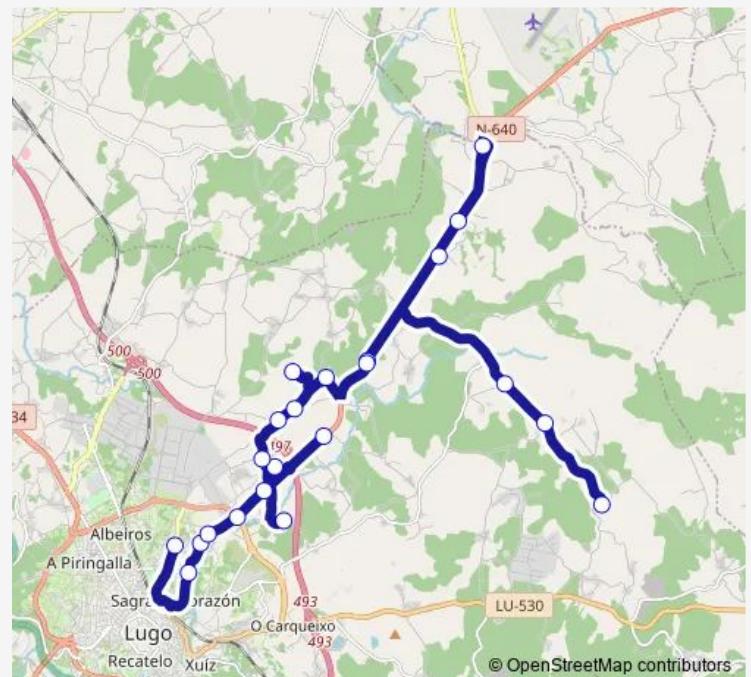 N-640
500
500
34
497
Albeiros
A Piringalla
Sagra orazón
493
LU-530
Lugo
O Carqueixo
493
Recatelo
Xuíz
© OpenStreetMap contributors